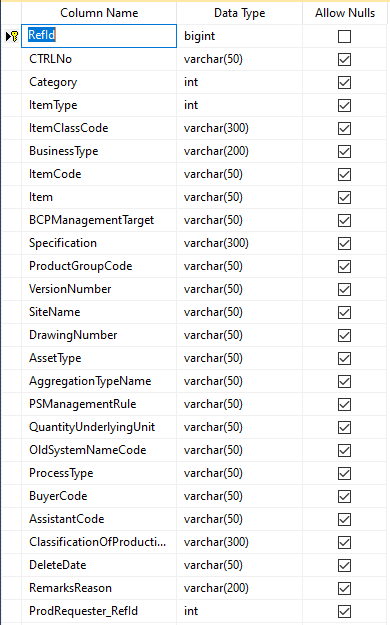 Column Name Data Type Allow Nulls
RefId bigint
CTRLNo varchar(50)
Category int
ItemType int
ItemClassCode varchar(300)
BusinessType varchar(200)
ItemCode varchar(50)
Item varchar(50)
BCPManagementTarget varchar(50)
Specification varchar(300)
ProductGroupCode varchar(50)
VersionNumber varchar(50)
SiteName varchar(50)
DrawingNumber varchar(50)
AssetType varchar(50)
AggregationTypeName varchar(50)
PSManagementRule varchar(50)
QuantityUnderlyingUnit varchar(50)
OldSystemNameCode varchar(50)
ProcessType varchar(50)
BuyerCode varchar(50)
AssistantCode varchar(50)
ClassificationOfProducti... varchar(300)
DeleteDate varchar(50)
RemarksReason varchar(200)
ProdRequester_RefId int